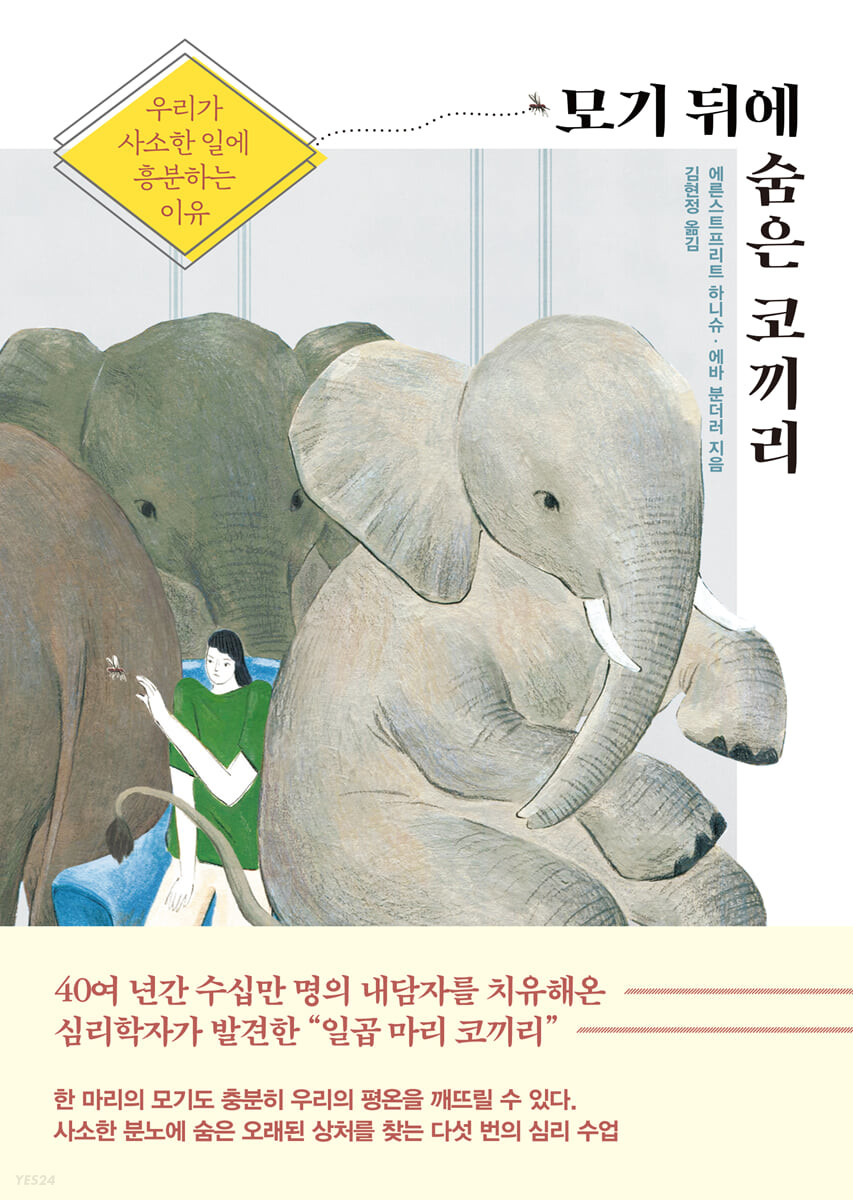 우리가
사소한 일에
흥분하는
이유
모기 뒤에
숨은 코끼리
에른스트프리트 하니슈 · 에바 분더러 지음
김현정 옮김
40여 년간 수십만 명의 내담자를 치유해온
심리학자가 발견한 “일곱 마리 코끼리”
한 마리의 모기도 충분히 우리의 평온을 깨뜨릴 수 있다.
사소한 분노에 숨은 오래된 상처를 찾는 다섯 번의 심리 수업
YES24